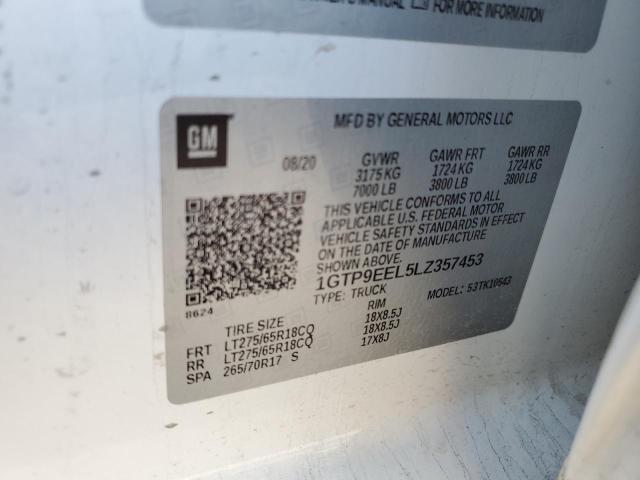 MANUAL FOR MORE INFORMATION
GM
MFD BY GENERAL MOTORS LLC
08/20 GVWR GAWR FRT GAWR RR
3175 KG 1724 KG 1724 KG
7000 LB 3800 LB 3800 LB
THIS VEHICLE CONFORMS TO ALL
APPLICABLE U.S. FEDERAL MOTOR
VEHICLE SAFETY STANDARDS IN EFFECT
ON THE DATE OF MANUFACTURE
SHOWN ABOVE.
1GTP9EEL5LZ357453
TYPE: TRUCK MODEL: 53TK10543
8624
TIRE SIZE RIM
FRT LT275/65R18CQ 18X8.5J
RR LT275/65R18CQ 18X8.5J
SPA 265/70R17 S 17X8J